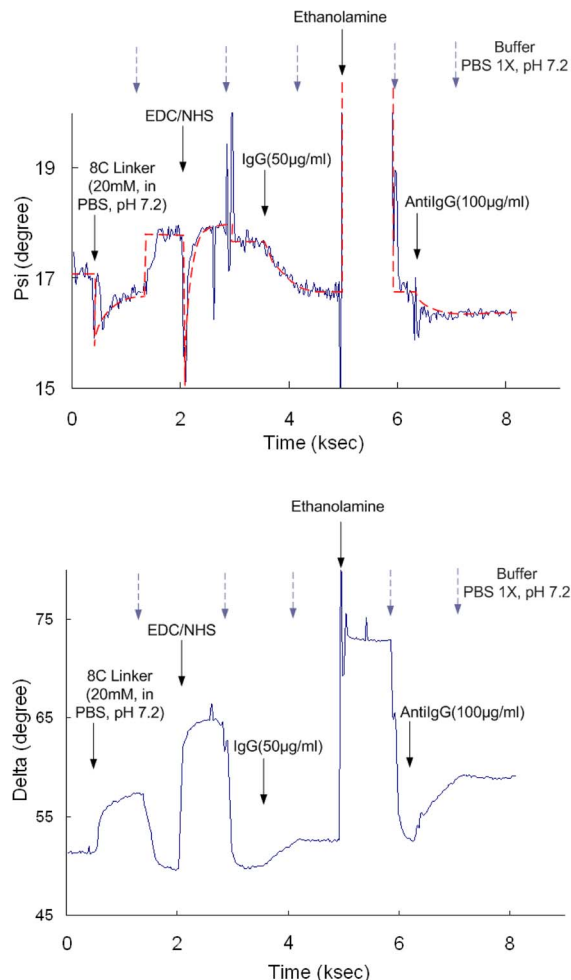 Ethanolamine
Buffer
PBS 1X, pH 7.2
EDC/NHS
8C Linker
(20mM, in
PBS, pH 7.2)
IgG(50µg/ml)
AntiIgG(100µg/ml)
19
17
15
Psi (degree)
0 2 4 6 8
Time (ksec)
Ethanolamine
Buffer
PBS 1X, pH 7.2
EDC/NHS
8C Linker
(20mM, in
PBS, pH 7.2)
IgG(50µg/ml)
AntiIgG(100µg/ml)
75
65
55
45
Delta (degree)
0 2 4 6 8
Time (ksec)